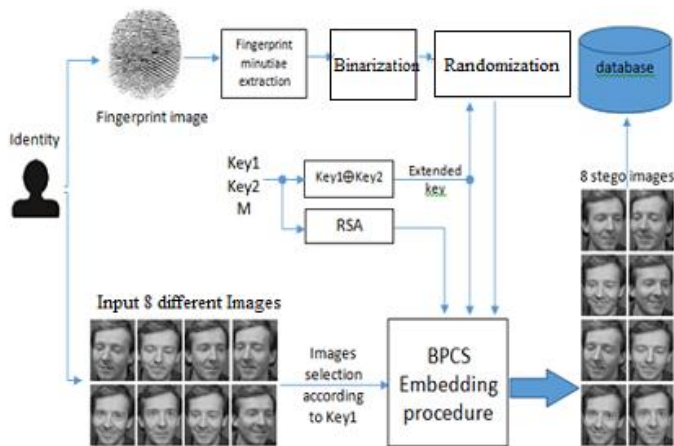 Fingerprint
minutiae
extraction
Binarization
Randomization
database
Fingerprint image
Identity
Key1
Key2
M
Key1⊕Key2
Extended
key
RSA
8 stego images
Input 8 different Images
Images
selection
according
to Key1
BPCS
Embedding
procedure